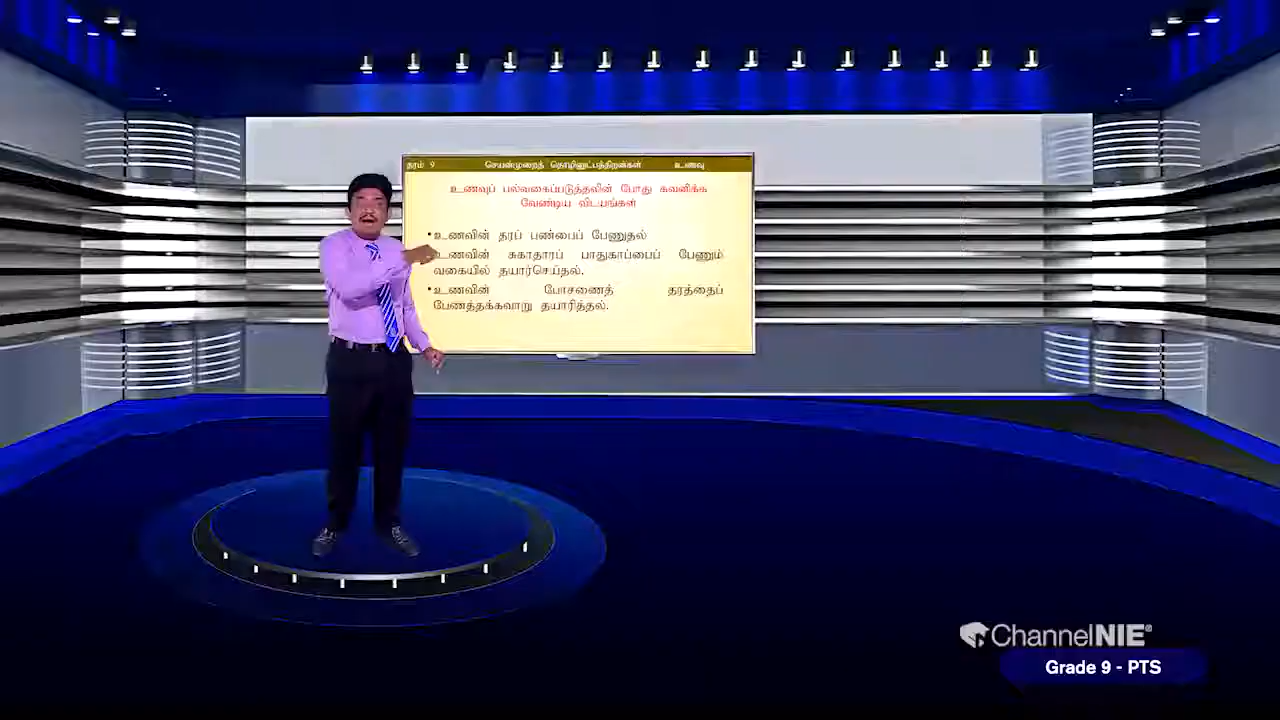 தரம் 9 செயன்முறைத் தொழினுட்பத்திறன்கள் உணவு
உணவுப் பல்வகைப்படுத்தலின் போது கவனிக்க
வேண்டிய விடயங்கள்
•உணவின் தரப் பண்பைப் பேணுதல்
உணவின் சுகாதாரப் பாதுகாப்பைப் பேணும்
வகையில் தயார்செய்தல்.
•உணவின் போசணைத் தரத்தைப்
பேணத்தக்கவாறு தயாரித்தல்.
ChannelNIE®
Grade 9 - PTS